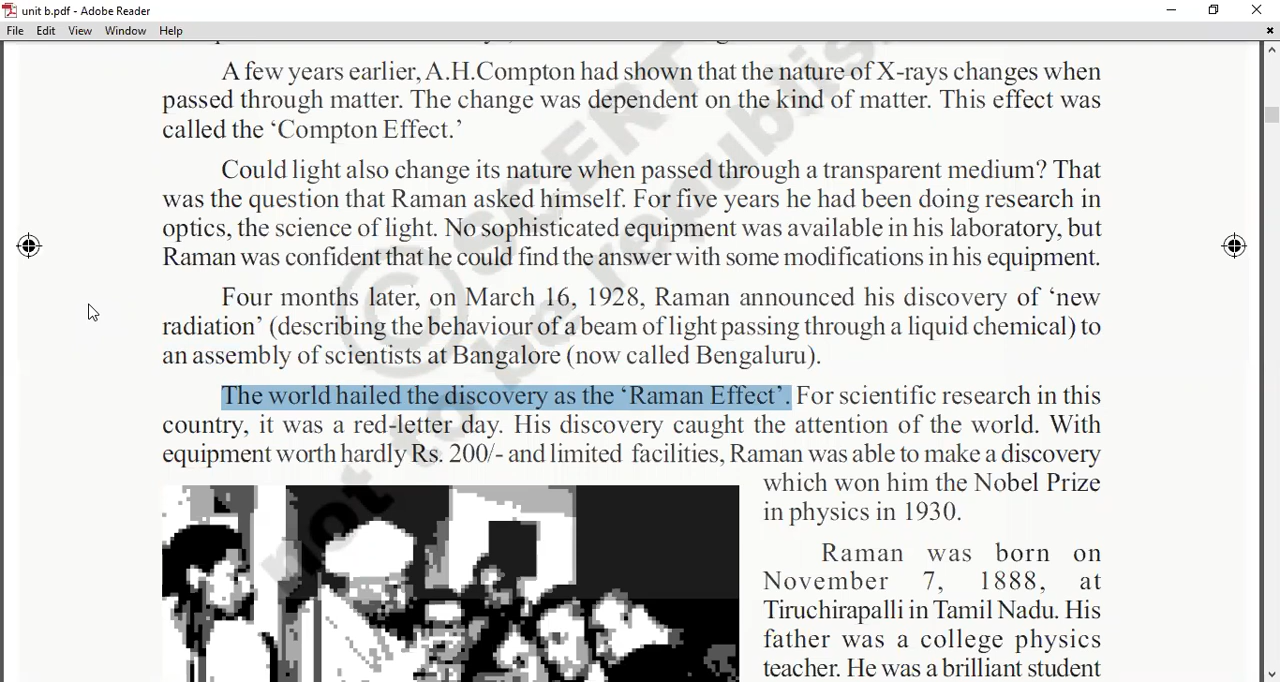 unit b.pdf - Adobe Reader
File Edit View Window Help
A few years earlier, A.H.Compton had shown that the nature of X-rays changes when
passed through matter. The change was dependent on the kind of matter. This effect was
called the ‘Compton Effect.’
Could light also change its nature when passed through a transparent medium? That
was the question that Raman asked himself. For five years he had been doing research in
optics, the science of light. No sophisticated equipment was available in his laboratory, but
Raman was confident that he could find the answer with some modifications in his equipment.
Four months later, on March 16, 1928, Raman announced his discovery of ‘new
radiation’ (describing the behaviour of a beam of light passing through a liquid chemical) to
an assembly of scientists at Bangalore (now called Bengaluru).
The world hailed the discovery as the ‘Raman Effect’. For scientific research in this
country, it was a red-letter day. His discovery caught the attention of the world. With
equipment worth hardly Rs. 200/- and limited facilities, Raman was able to make a discovery
which won him the Nobel Prize
in physics in 1930.
Raman was born on
November 7, 1888, at
Tiruchirapalli in Tamil Nadu. His
father was a college physics
teacher. He was a brilliant student
© SCERT
not to be republish